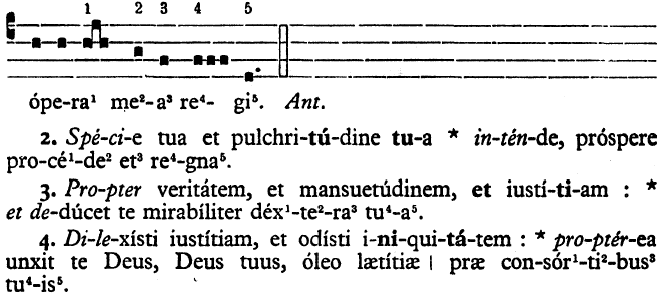 1 2 3 4 5
ópe-ra¹ me²-a³ re⁴- gi⁵. Ant.
2. Spé-ci-e tua et pulchri-tú-dine tu-a * in-tén-de, próspere
pro-cé¹-de² et³ re⁴-gna⁵.
3. Pro-pter veritátem, et mansuetúdinem, et iustí-ti-am : *
et de-dúcet te mirabíliter déx¹-te²-ra³ tu⁴-a⁵.
4. Di-le-xísti iustítiam, et odísti i-ni-qui-tá-tem : * pro-ptér-ea
unxit te Deus, Deus tuus, óleo lætítiæ | præ con-sór¹-ti²-bus³
tu⁴-is⁵.